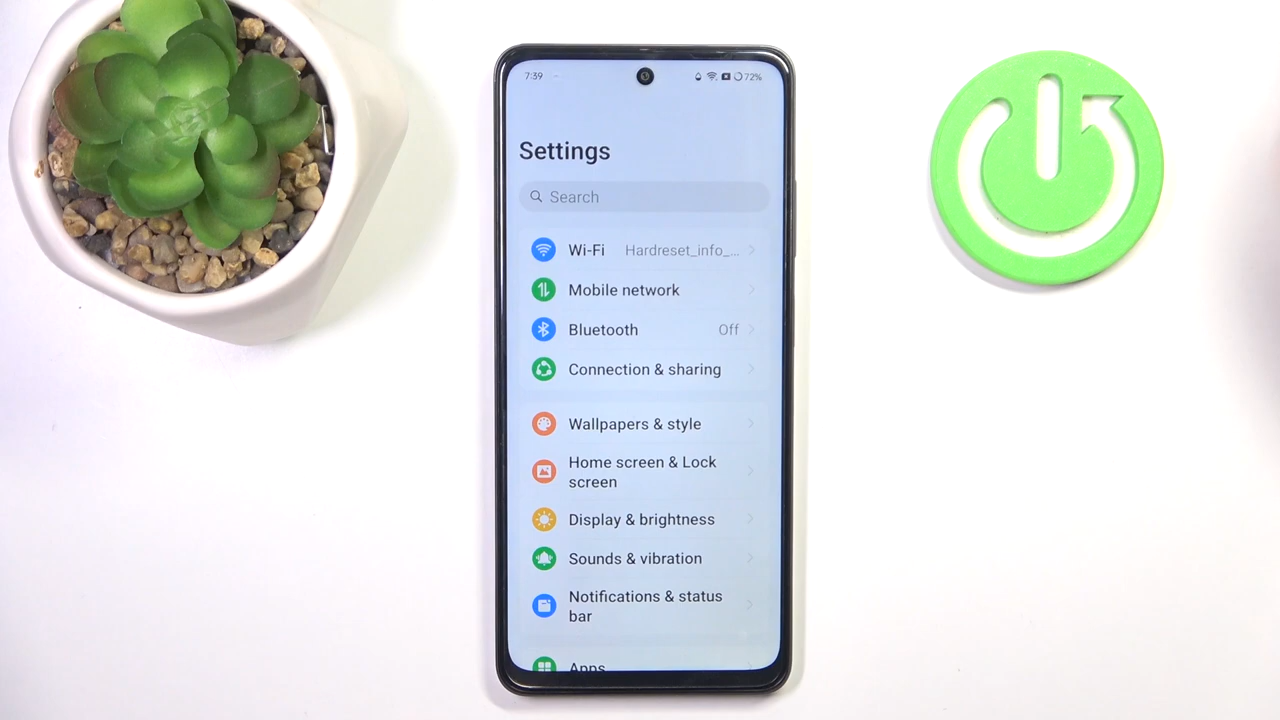 7:39
72%
Settings
Search
Wi-Fi Hardreset_info_...
Mobile network
Bluetooth Off
Connection & sharing
Wallpapers & style
Home screen & Lock
screen
Display & brightness
Sounds & vibration
Notifications & status
bar
Apps